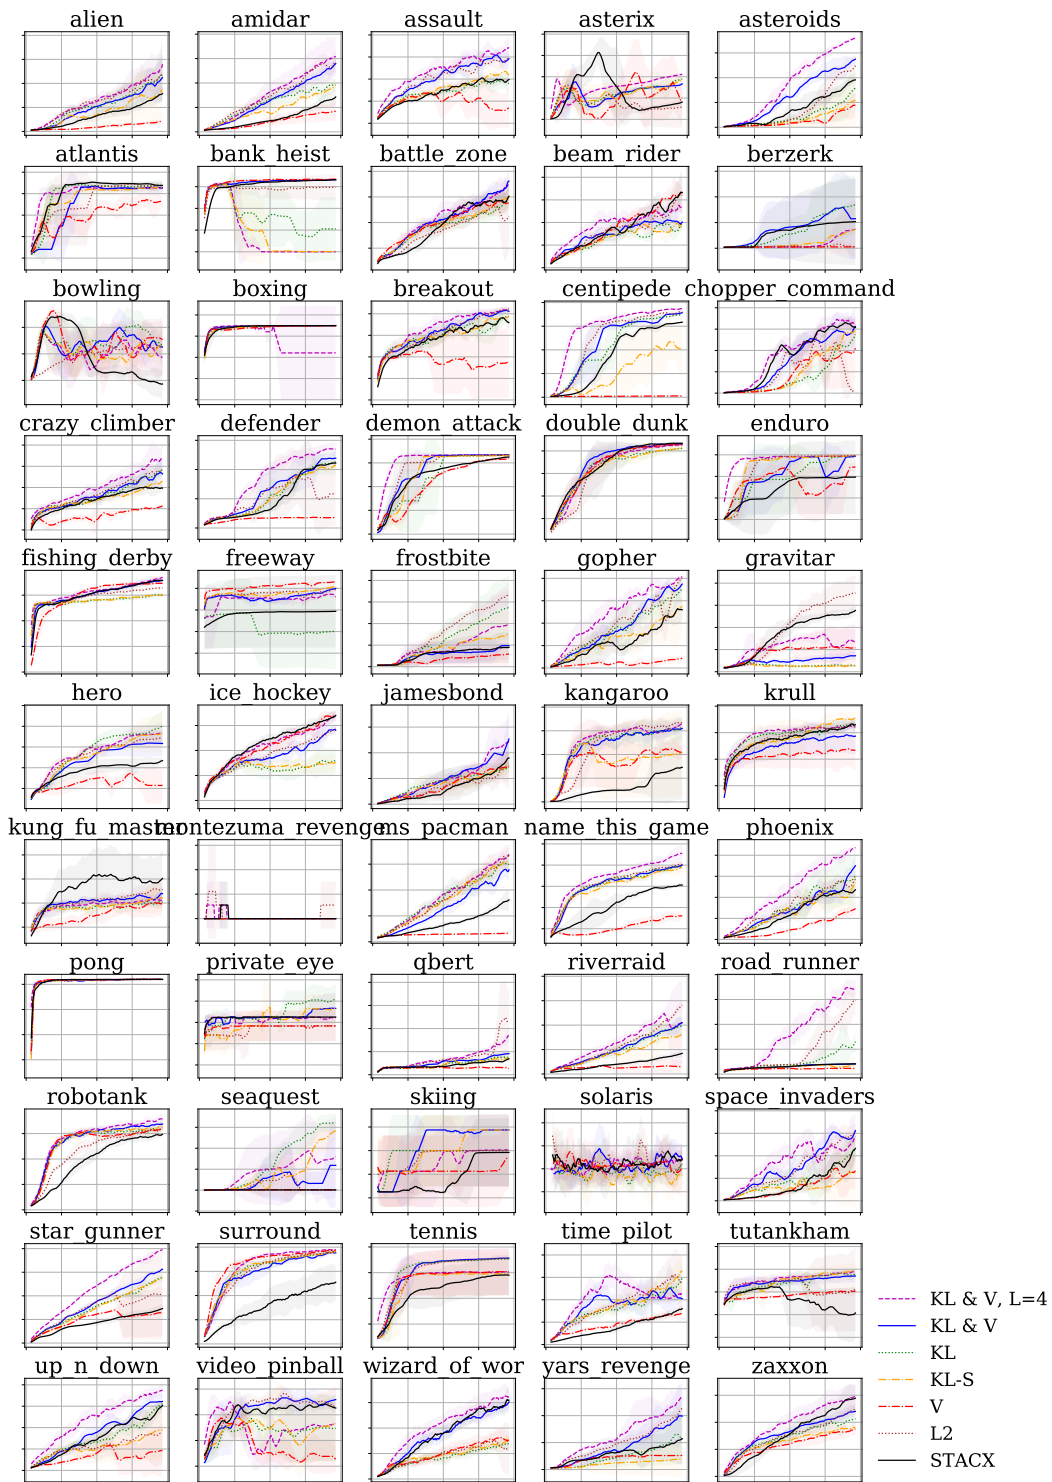 alien amidar assault asterix asteroids
atlantis bank_heist battle_zone beam_rider berzerk
bowling boxing breakout centipede chopper_command
crazy_climber defender demon_attack double_dunk enduro
fishing_derby freeway frostbite gopher gravitar
hero ice_hockey jamesbond kangaroo krull
kung_fu_master montezuma_revenge ms_pacman name_this_game phoenix
pong private_eye qbert riverraid road_runner
robotank seaquest skiing solaris space_invaders
star_gunner surround tennis time_pilot tutankham
up_n_down video_pinball wizard_of_wor yars_revenge zaxxon
KL & V, L=4
KL & V
KL
KL-S
V
L2
STACX